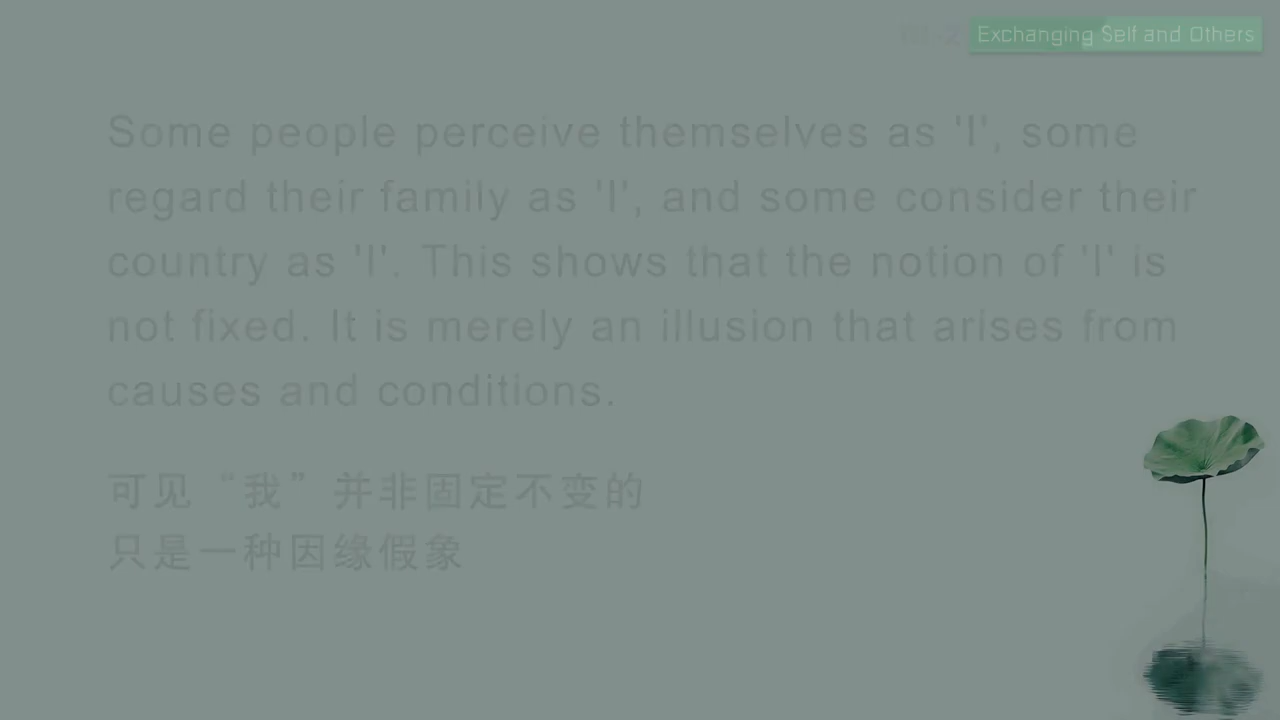 Exchanging Self and Others
Some people perceive themselves as 'I', some
regard their family as 'I', and some consider their
country as 'I'. This shows that the notion of 'I' is
not fixed. It is merely an illusion that arises from
causes and conditions.
可见“我”并非固定不变的
只是一种因缘假象